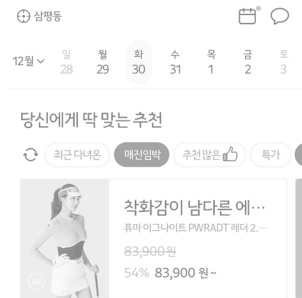 삼평동
12월 일 월 화 수 목 금 토
28 29 30 31 1 2 3
당신에게 딱 맞는 추천
최근 다녀온 매진임박 추천 많은 특가
착화감이 남다른 에…
퓨마 이그나이트 PWRADT 레더 2.…
83,900원
54% 83,900 원~
AD